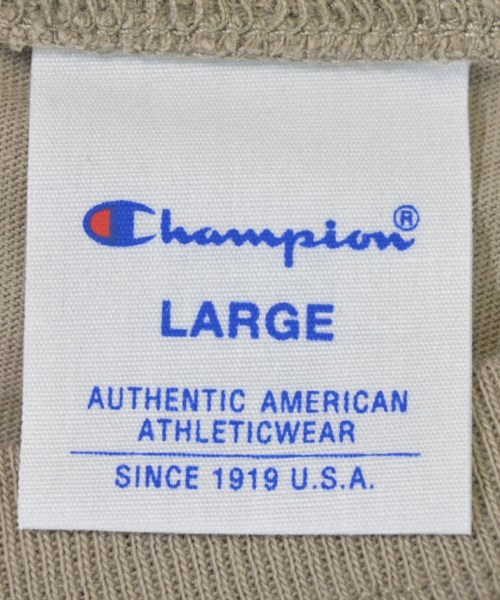 Champion®
LARGE
AUTHENTIC AMERICAN
ATHLETICWEAR
SINCE 1919 U.S.A.